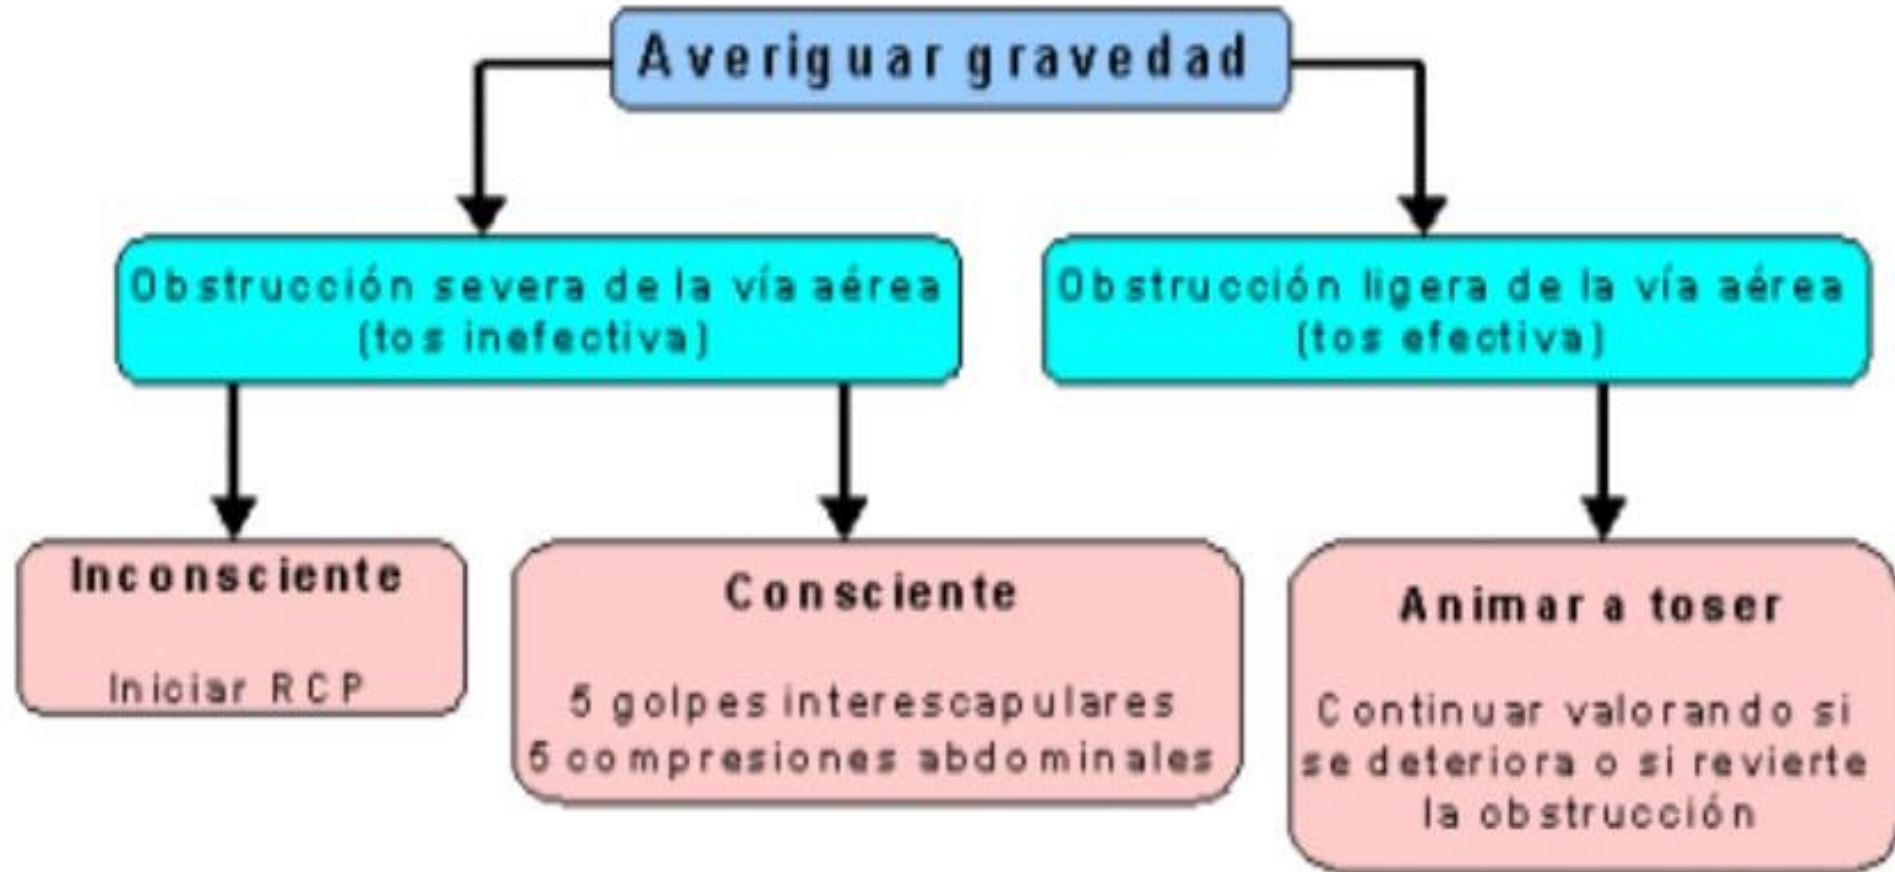 Averiguar gravedad
Obstrucción severa de la vía aérea
(tos inefectiva)
Obstrucción ligera de la vía aérea
(tos efectiva)
Inconsciente
Iniciar RCP
Consciente
5 golpes interescapulares
5 compresiones abdominales
Animar a toser
Continuar valorando si
se deteriora o si revierte
la obstrucción